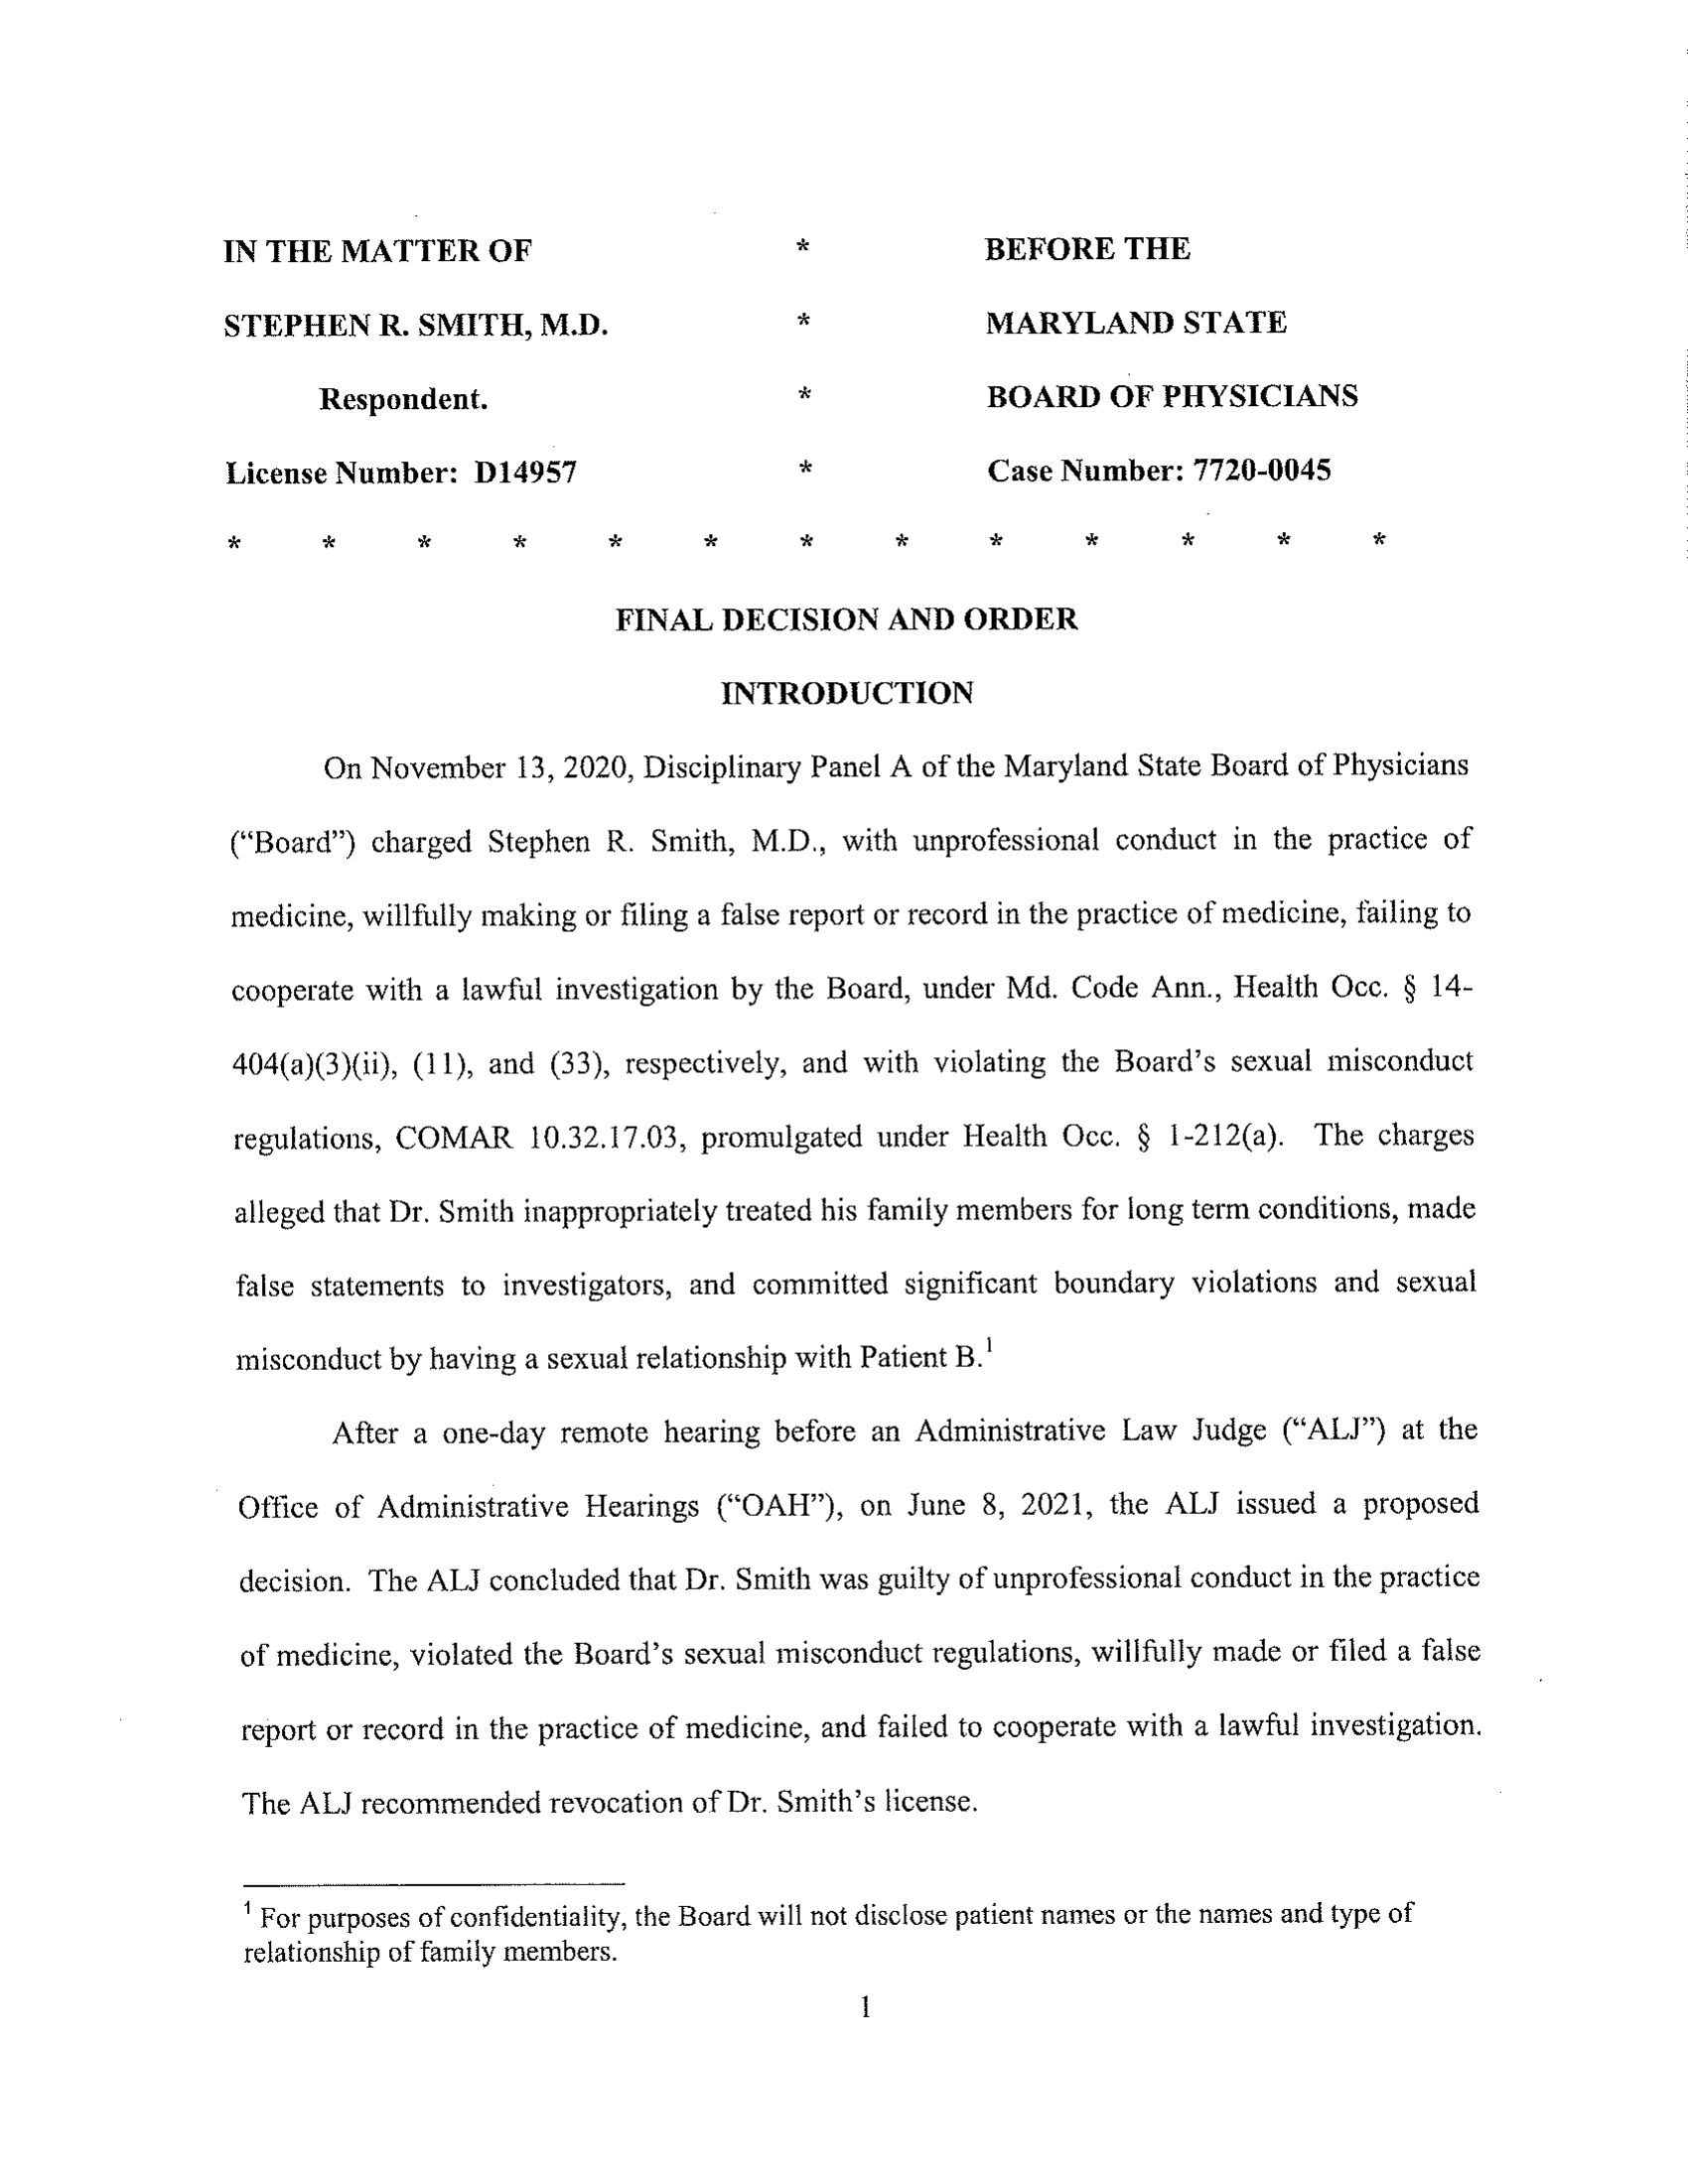 IN THE MATTER OF * BEFORE THE
STEPHEN R. SMITH, M.D. * MARYLAND STATE
Respondent. * BOARD OF PHYSICIANS
License Number: D14957 * Case Number: 7720-0045
* * * * * * * * * * * * *
FINAL DECISION AND ORDER
INTRODUCTION
On November 13, 2020, Disciplinary Panel A of the Maryland State Board of Physicians
(“Board”) charged Stephen R. Smith, M.D., with unprofessional conduct in the practice of
medicine, willfully making or filing a false report or record in the practice of medicine, failing to
cooperate with a lawful investigation by the Board, under Md. Code Ann., Health Occ. § 14-
404(a)(3)(ii), (11), and (33), respectively, and with violating the Board’s sexual misconduct
regulations, COMAR 10.32.17.03, promulgated under Health Occ. § 1-212(a). The charges
alleged that Dr. Smith inappropriately treated his family members for long term conditions, made
false statements to investigators, and committed significant boundary violations and sexual
misconduct by having a sexual relationship with Patient B.1
After a one-day remote hearing before an Administrative Law Judge (“ALJ”) at the
Office of Administrative Hearings (“OAH”), on June 8, 2021, the ALJ issued a proposed
decision. The ALJ concluded that Dr. Smith was guilty of unprofessional conduct in the practice
of medicine, violated the Board’s sexual misconduct regulations, willfully made or filed a false
report or record in the practice of medicine, and failed to cooperate with a lawful investigation.
The ALJ recommended revocation of Dr. Smith’s license.
1 For purposes of confidentiality, the Board will not disclose patient names or the names and type of
relationship of family members.
1